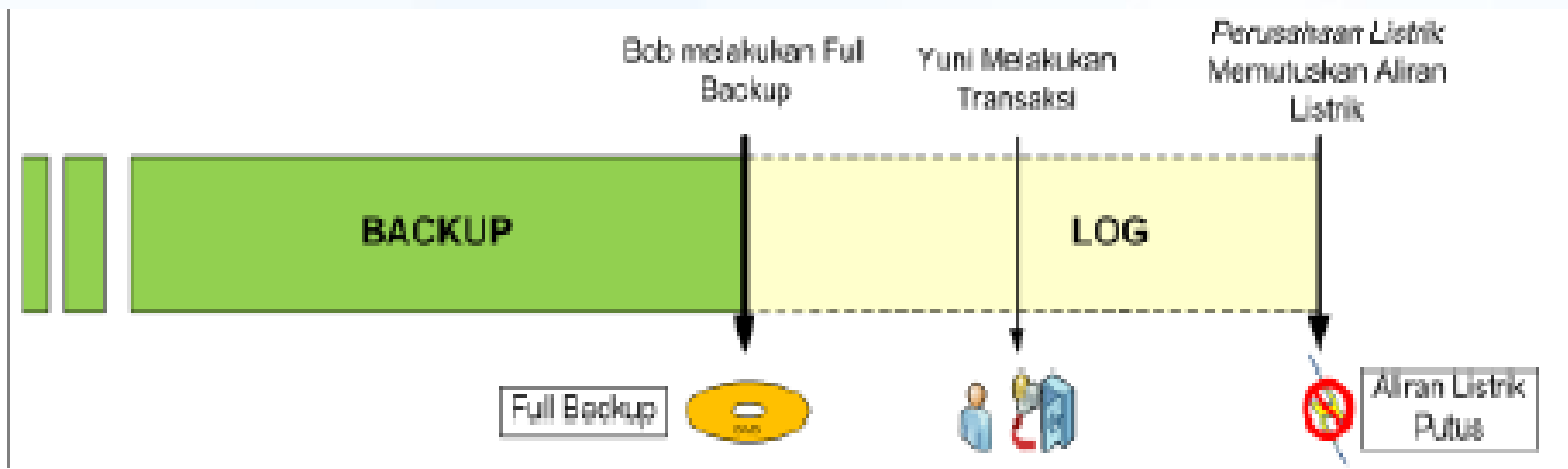 Bob melakukan Full
Backup
Yuni Melakukan
Transaksi
Perusahaan Listrik
Memutuskan Aliran
Listrik
BACKUP
LOG
Full Backup
Aliran Listrik
Putus